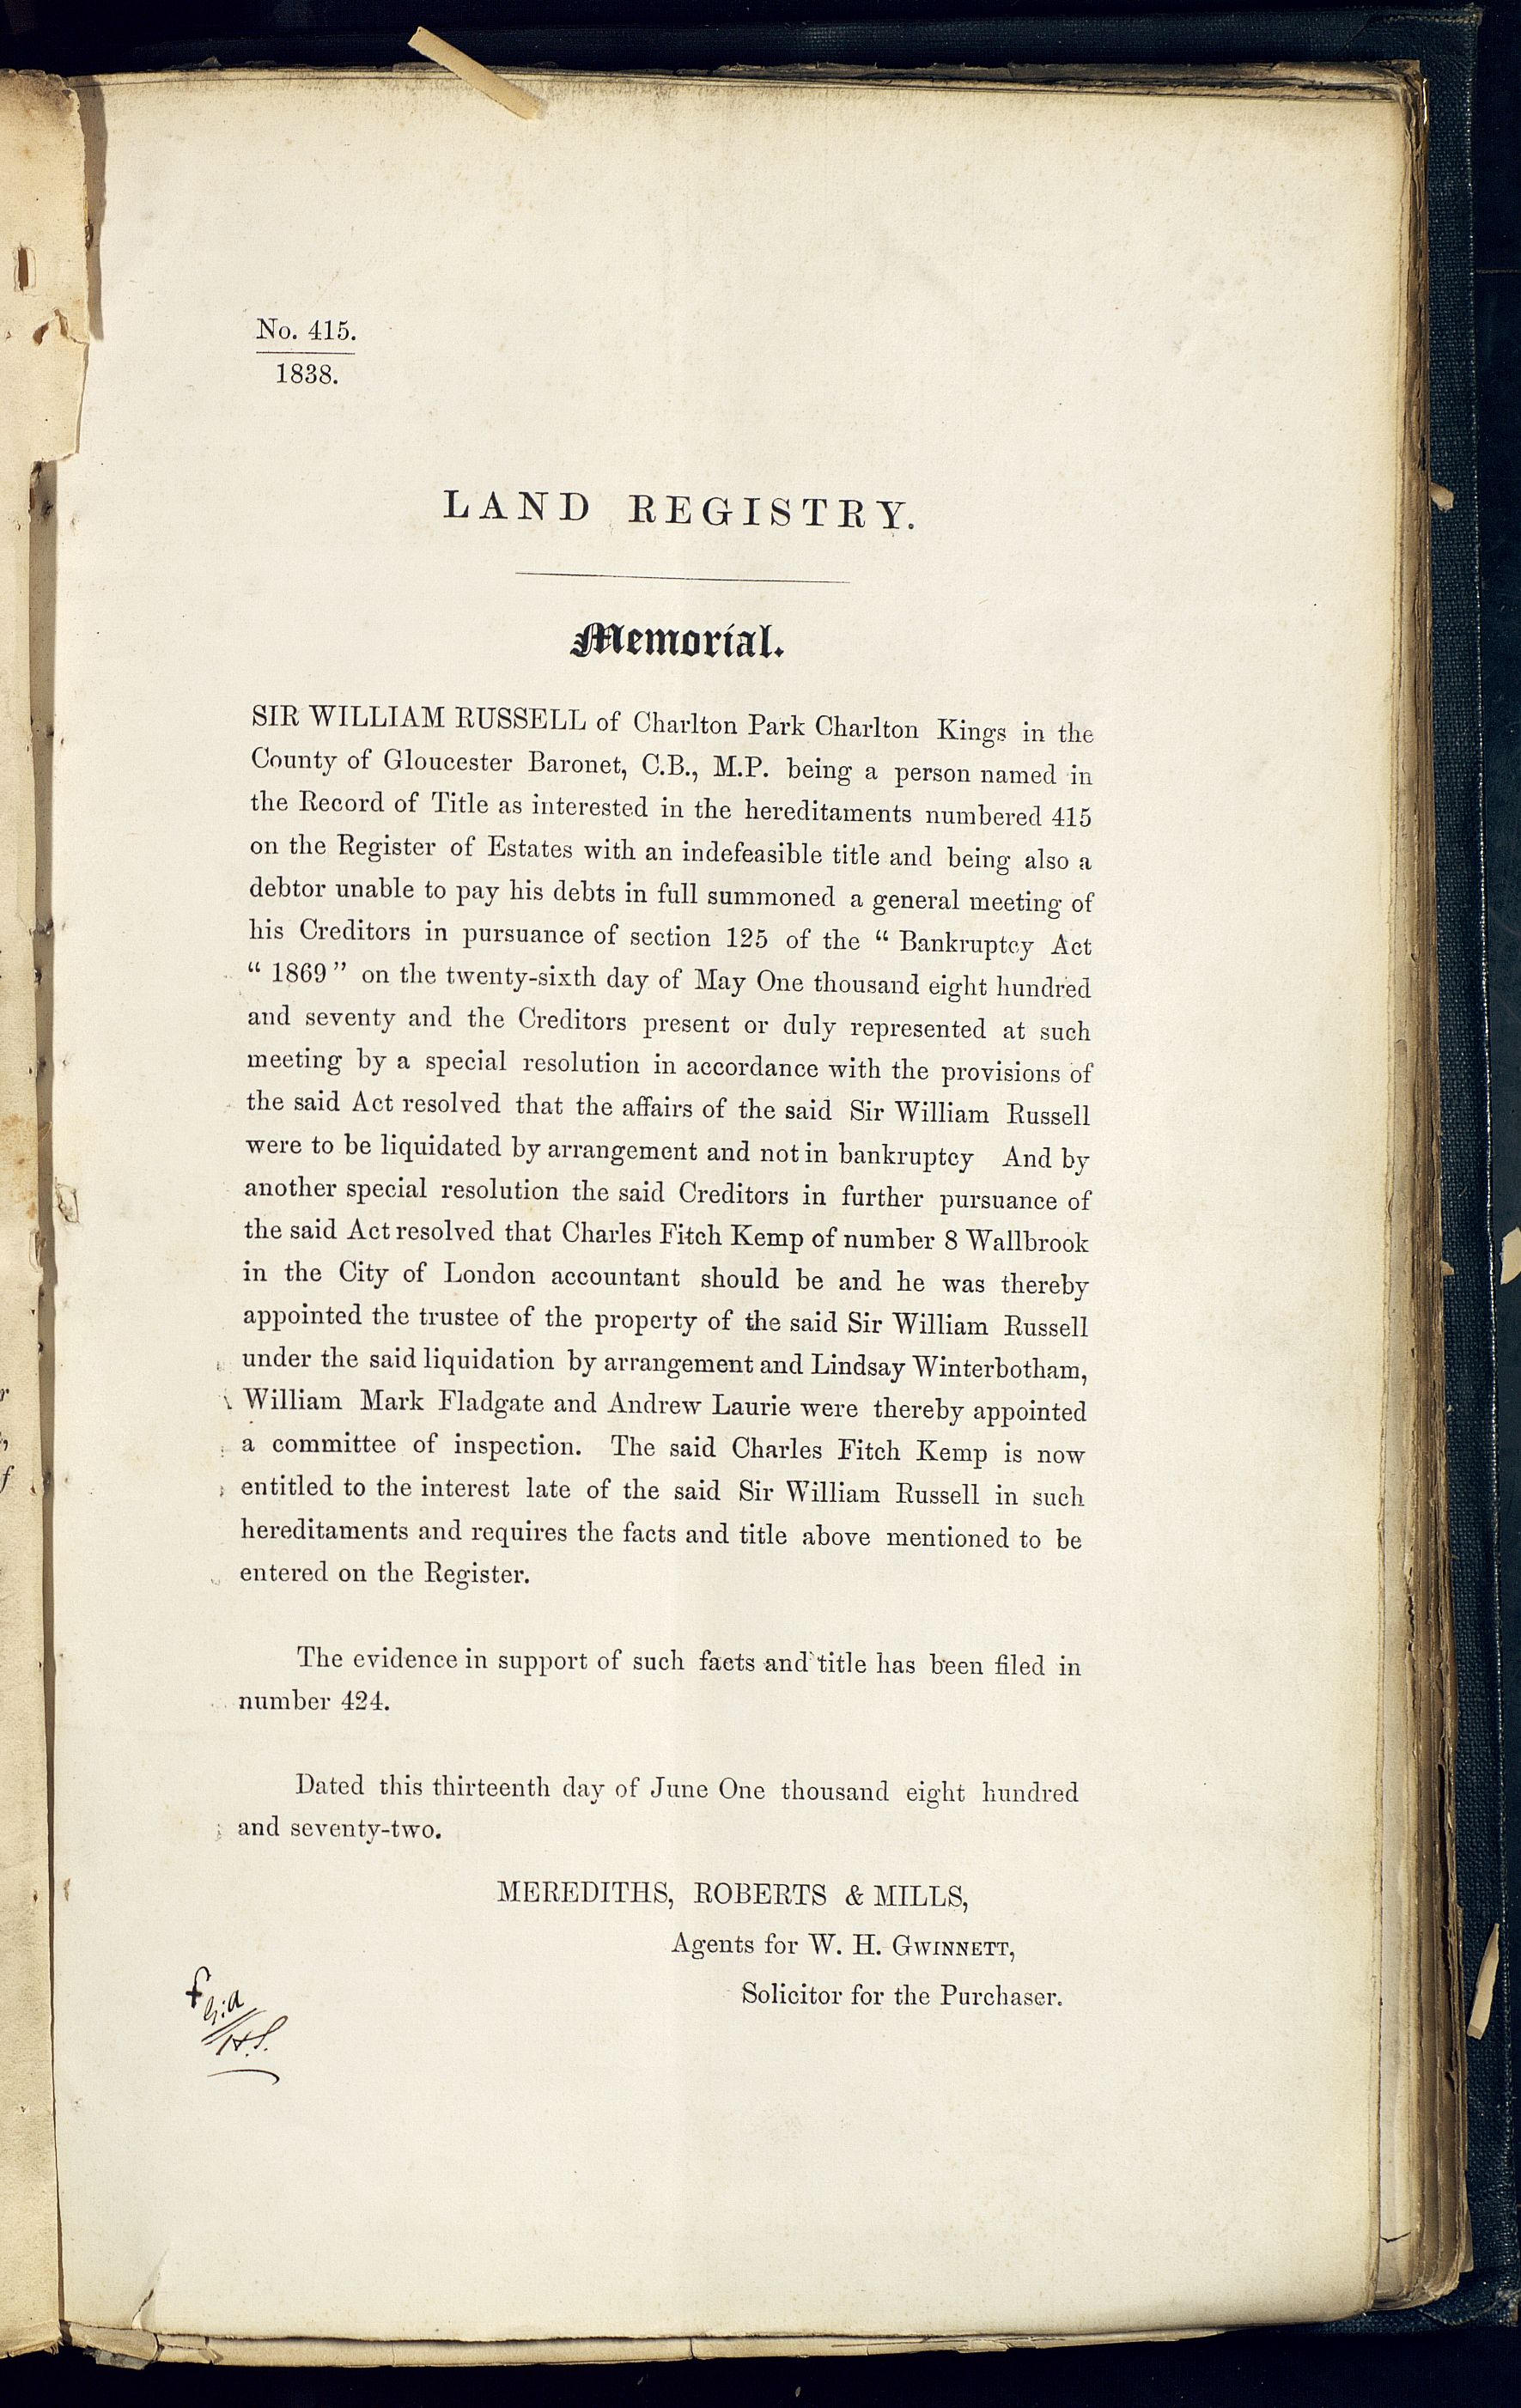 No. 415.
1838.
LAND REGISTRY.
Memorial.
SIR WILLIAM RUSSELL of Charlton Park Charlton Kings in the
County of Gloucester Baronet, C.B., M.P. being a person named in
the Record of Title as interested in the hereditaments numbered 415
on the Register of Estates with an indefeasible title and being also a
debtor unable to pay his debts in full summoned a general meeting of
his Creditors in pursuance of section 125 of the “ Bankruptcy Act
“ 1869 ” on the twenty-sixth day of May One thousand eight hundred
and seventy and the Creditors present or duly represented at such
meeting by a special resolution in accordance with the provisions of
the said Act resolved that the affairs of the said Sir William Russell
were to be liquidated by arrangement and not in bankruptcy And by
another special resolution the said Creditors in further pursuance of
the said Act resolved that Charles Fitch Kemp of number 8 Wallbrook
in the City of London accountant should be and he was thereby
appointed the trustee of the property of the said Sir William Russell
under the said liquidation by arrangement and Lindsay Winterbotham,
William Mark Fladgate and Andrew Laurie were thereby appointed
a committee of inspection. The said Charles Fitch Kemp is now
entitled to the interest late of the said Sir William Russell in such
hereditaments and requires the facts and title above mentioned to be
entered on the Register.
The evidence in support of such facts and title has been filed in
number 424.
Dated this thirteenth day of June One thousand eight hundred
and seventy-two.
MEREDITHS, ROBERTS & MILLS,
Agents for W. H. GWINNETT,
Solicitor for the Purchaser.